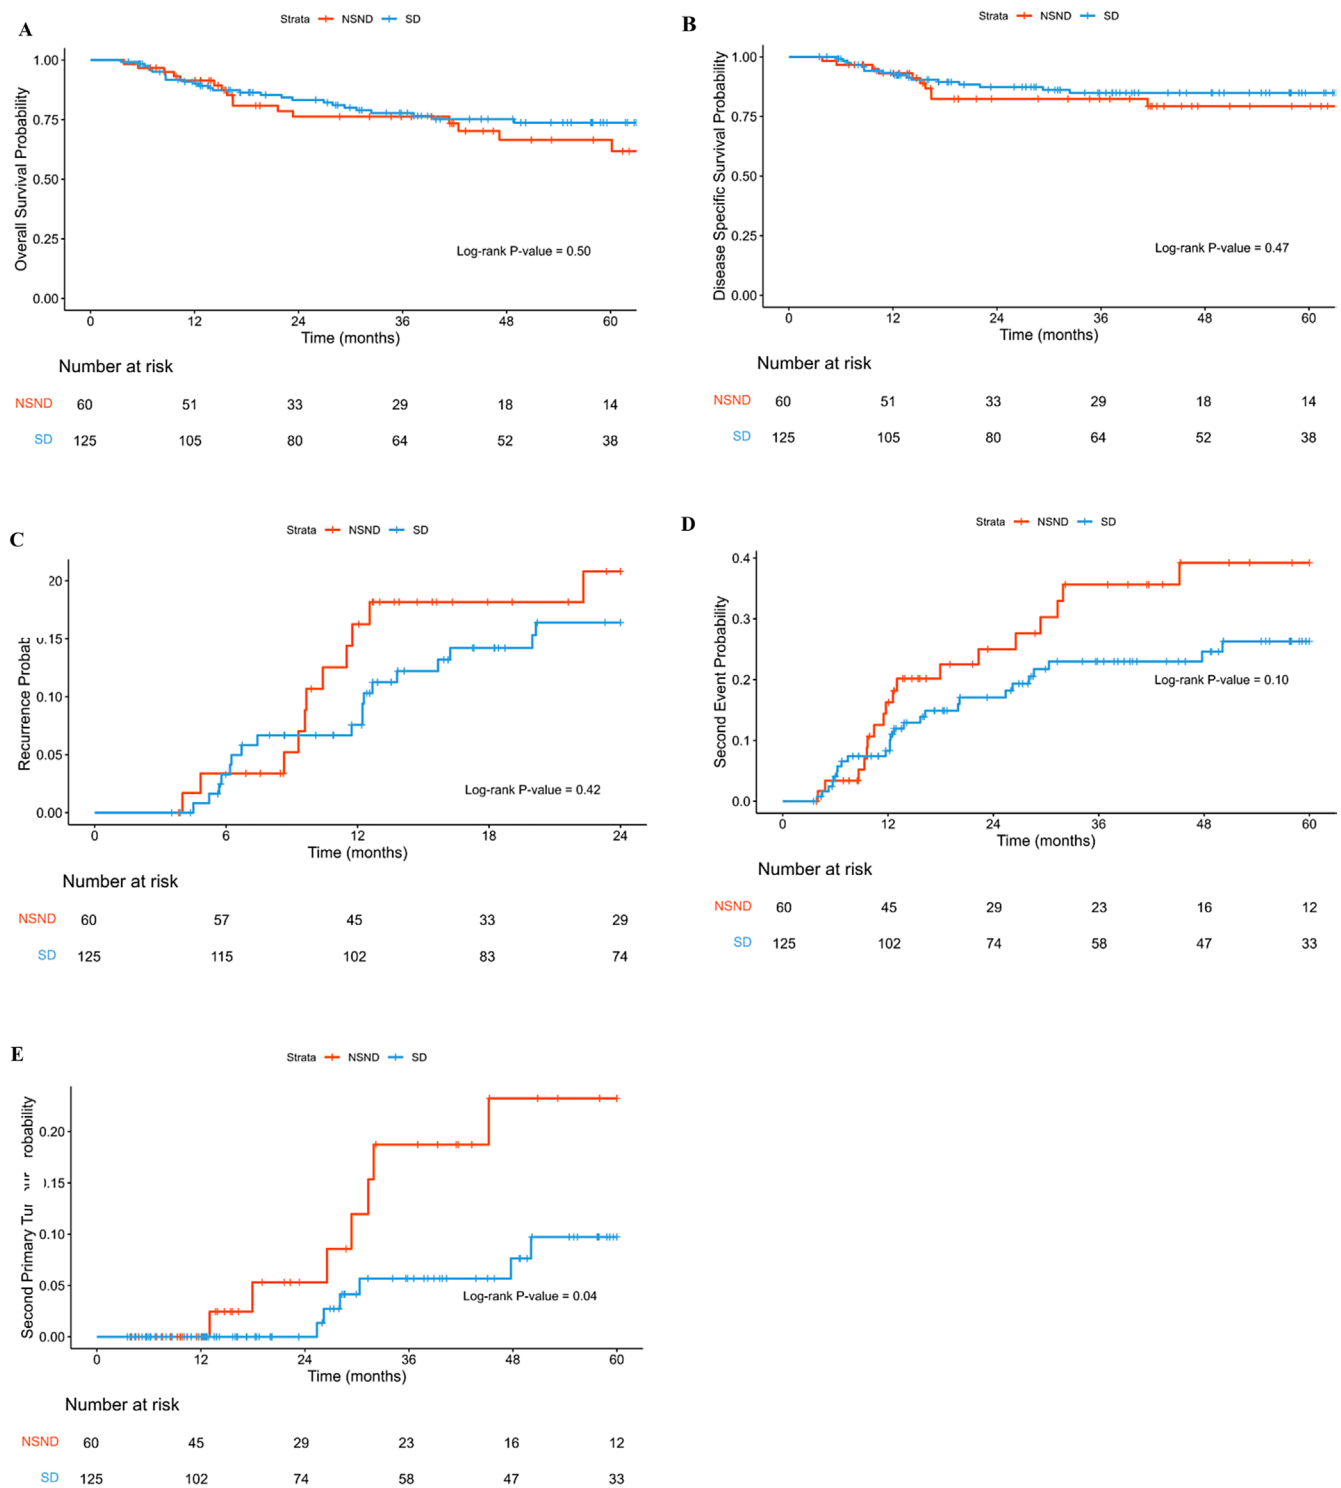 A
Strata NSND SD
Overall Survival Probability
1.00
0.75
0.50
0.25
0.00
Log-rank P-value = 0.50
0 12 24 36 48 60
Time (months)
Number at risk
NSND 60 51 33 29 18 14
SD 125 105 80 64 52 38
B
Strata NSND SD
Disease Specific Survival Probability
1.00
0.75
0.50
0.25
0.00
Log-rank P-value = 0.47
0 12 24 36 48 60
Time (months)
Number at risk
NSND 60 51 33 29 18 14
SD 125 105 80 64 52 38
C
Strata NSND SD
Recurrence Probab
20
0.15
0.10
0.05
0.00
Log-rank P-value = 0.42
0 6 12 18 24
Time (months)
Number at risk
NSND 60 57 45 33 29
SD 125 115 102 83 74
D
Strata NSND SD
Second Event Probability
0.4
0.3
0.2
0.1
0.0
Log-rank P-value = 0.10
0 12 24 36 48 60
Time (months)
Number at risk
NSND 60 45 29 23 16 12
SD 125 102 74 58 47 33
E
Strata NSND SD
Second Primary Tur robability
0.20
0.15
0.10
0.05
0.00
Log-rank P-value = 0.04
0 12 24 36 48 60
Time (months)
Number at risk
NSND 60 45 29 23 16 12
SD 125 102 74 58 47 33